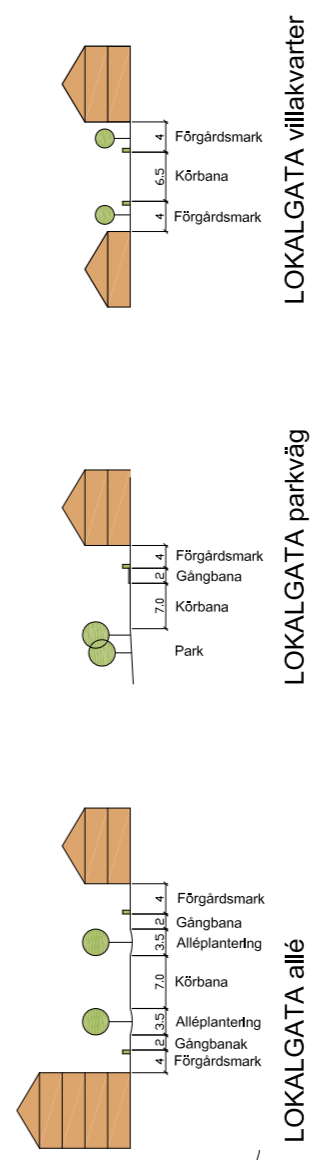 4
Förgårdsmark
6.5
Körbana
4
Förgårdsmark
LOKALGATA villakvarter
4
Förgårdsmark
2
Gångbana
7.0
Körbana
Park
LOKALGATA parkväg
4
Förgårdsmark
2
Gångbana
3.5
Alléplantering
7.0
Körbana
3.5
Alléplantering
2
Gångbanak
4
Förgårdsmark
LOKALGATA allé